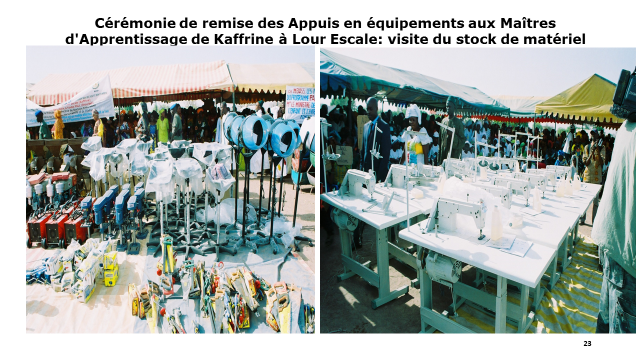 Cérémonie de remise des Appuis en équipements aux Maîtres
d'Apprentissage de Kaffrine à Lour Escale: visite du stock de matériel
23